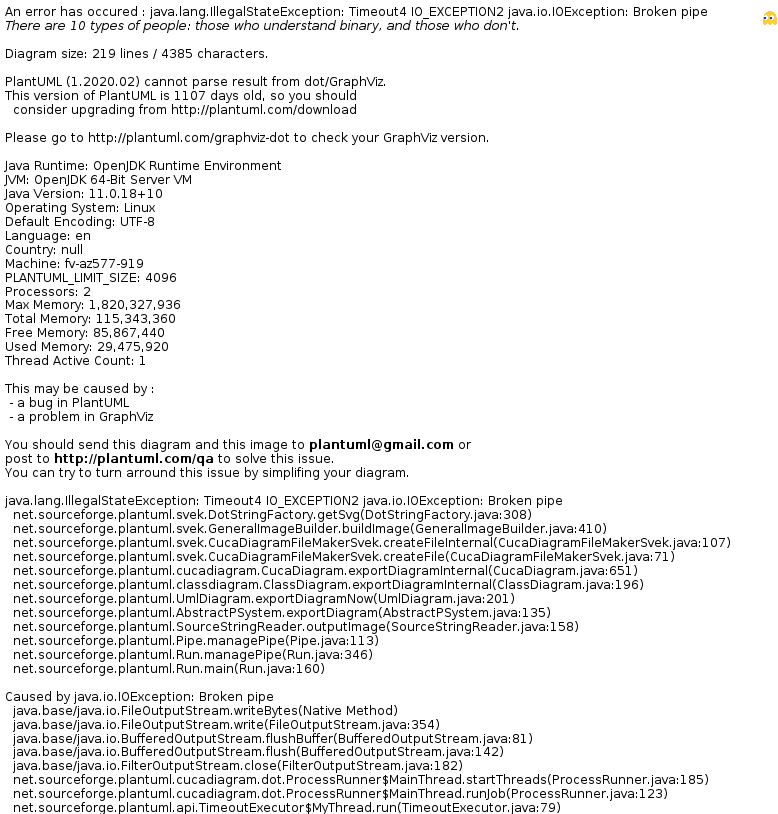 An error has occured : java.lang.IllegalStateException: Timeout4 IO_EXCEPTION2 java.io.IOException: Broken pipe
There are 10 types of people: those who understand binary, and those who don't.
Diagram size: 219 lines / 4385 characters.
PlantUML (1.2020.02) cannot parse result from dot/GraphViz.
This version of PlantUML is 1107 days old, so you should
consider upgrading from http://plantuml.com/download
Please go to http://plantuml.com/graphviz-dot to check your GraphViz version.
Java Runtime: OpenJDK Runtime Environment
JVM: OpenJDK 64-Bit Server VM
Java Version: 11.0.18+10
Operating System: Linux
Default Encoding: UTF-8
Language: en
Country: null
Machine: fv-az577-919
PLANTUML_LIMIT_SIZE: 4096
Processors: 2
Max Memory: 1,820,327,936
Total Memory: 115,343,360
Free Memory: 85,867,440
Used Memory: 29,475,920
Thread Active Count: 1
This may be caused by :
- a bug in PlantUML
- a problem in GraphViz
You should send this diagram and this image to plantuml@gmail.com or
post to http://plantuml.com/qa to solve this issue.
You can try to turn arround this issue by simplifing your diagram.
java.lang.IllegalStateException: Timeout4 IO_EXCEPTION2 java.io.IOException: Broken pipe
net.sourceforge.plantuml.svek.DotStringFactory.getSvg(DotStringFactory.java:308)
net.sourceforge.plantuml.svek.GeneralImageBuilder.buildImage(GeneralImageBuilder.java:410)
net.sourceforge.plantuml.svek.CucaDiagramFileMakerSvek.createFileInternal(CucaDiagramFileMakerSvek.java:107)
net.sourceforge.plantuml.svek.CucaDiagramFileMakerSvek.createFile(CucaDiagramFileMakerSvek.java:71)
net.sourceforge.plantuml.cucadiagram.CucaDiagram.exportDiagramInternal(CucaDiagram.java:651)
net.sourceforge.plantuml.classdiagram.ClassDiagram.exportDiagramInternal(ClassDiagram.java:196)
net.sourceforge.plantuml.UmlDiagram.exportDiagramNow(UmlDiagram.java:201)
net.sourceforge.plantuml.AbstractPSystem.exportDiagram(AbstractPSystem.java:135)
net.sourceforge.plantuml.SourceStringReader.outputImage(SourceStringReader.java:158)
net.sourceforge.plantuml.Pipe.managePipe(Pipe.java:113)
net.sourceforge.plantuml.Run.managePipe(Run.java:346)
net.sourceforge.plantuml.Run.main(Run.java:160)
Caused by java.io.IOException: Broken pipe
java.base/java.io.FileOutputStream.writeBytes(Native Method)
java.base/java.io.FileOutputStream.write(FileOutputStream.java:354)
java.base/java.io.BufferedOutputStream.flushBuffer(BufferedOutputStream.java:81)
java.base/java.io.BufferedOutputStream.flush(BufferedOutputStream.java:142)
java.base/java.io.FilterOutputStream.close(FilterOutputStream.java:182)
net.sourceforge.plantuml.cucadiagram.dot.ProcessRunner$MainThread.startThreads(ProcessRunner.java:185)
net.sourceforge.plantuml.cucadiagram.dot.ProcessRunner$MainThread.runJob(ProcessRunner.java:123)
net.sourceforge.plantuml.api.TimeoutExecutor$MyThread.run(TimeoutExecutor.java:79)